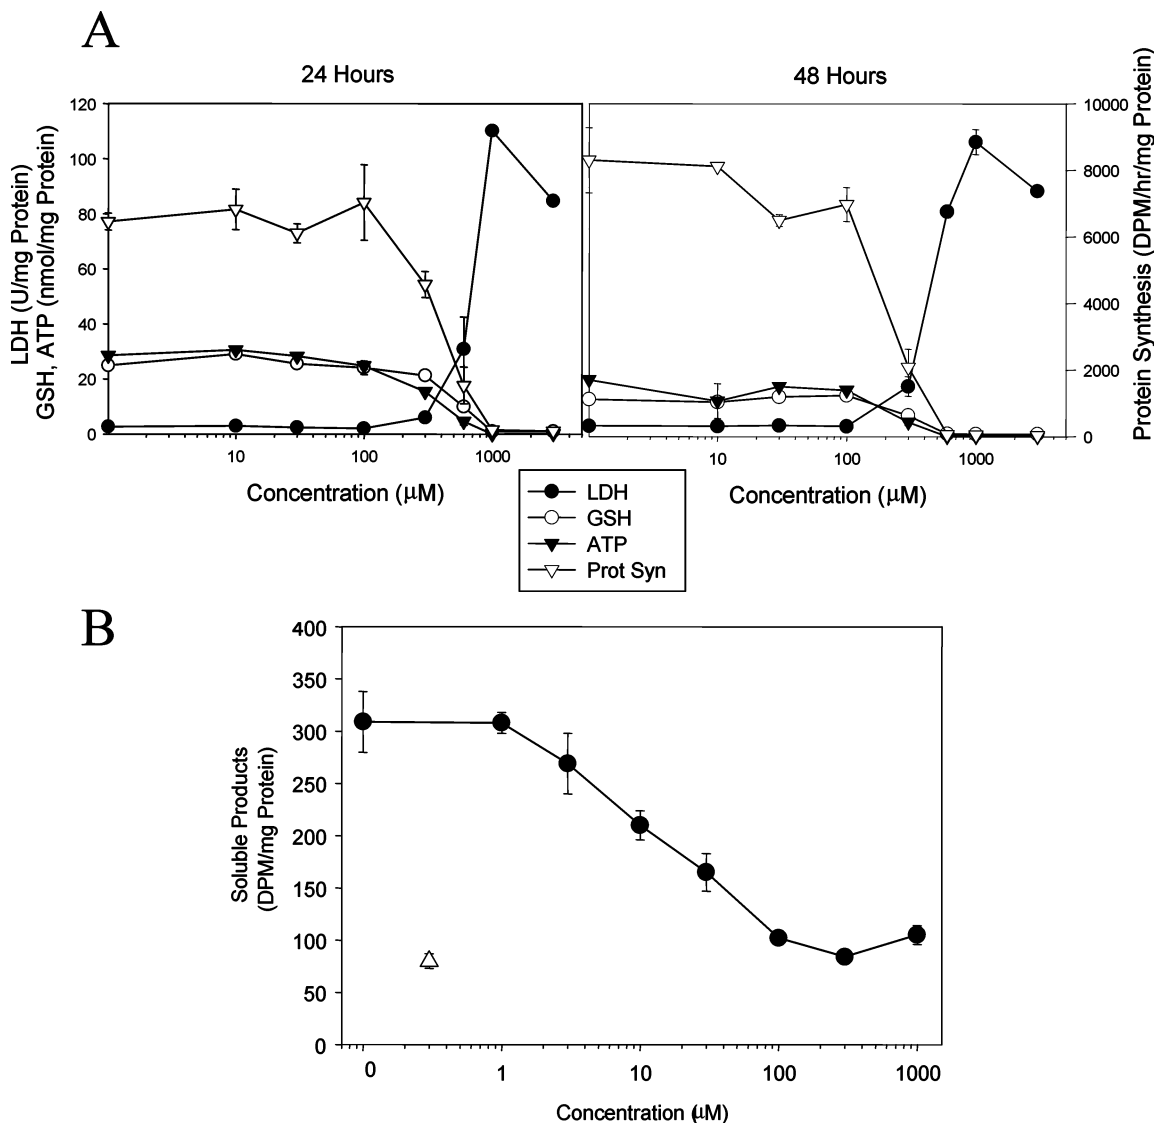 A
24 Hours
48 Hours
LDH (U/mg Protein)
GSH, ATP (nmol/mg Protein)
120
100
80
60
40
20
0
10
100
1000
Concentration (μM)
10
100
1000
Concentration (μM)
10000
8000
6000
4000
2000
0
Protein Synthesis (DPM/hr/mg Protein)
LDH
GSH
ATP
Prot Syn
B
Soluble Products
(DPM/mg Protein)
400
350
300
250
200
150
100
50
0
0
1
10
100
1000
Concentration (μM)